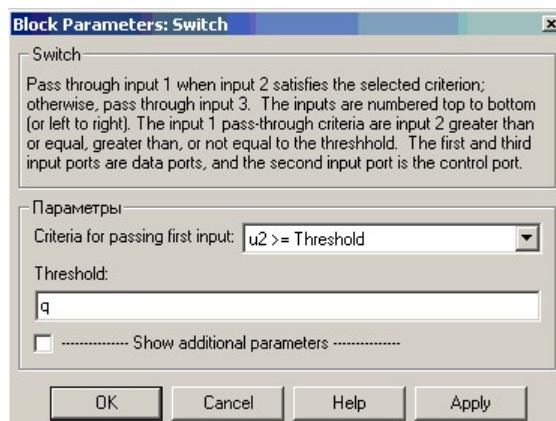 Block Parameters: Switch
Switch
Pass through input 1 when input 2 satisfies the selected criterion;
otherwise, pass through input 3. The inputs are numbered top to bottom
(or left to right). The input 1 pass-through criteria are input 2 greater than
or equal, greater than, or not equal to the threshhold. The first and third
input ports are data ports, and the second input port is the control port.
Параметры
Criteria for passing first input: u2 >= Threshold
Threshold:
q
-------------- Show additional parameters --------------
OK Cancel Help Apply